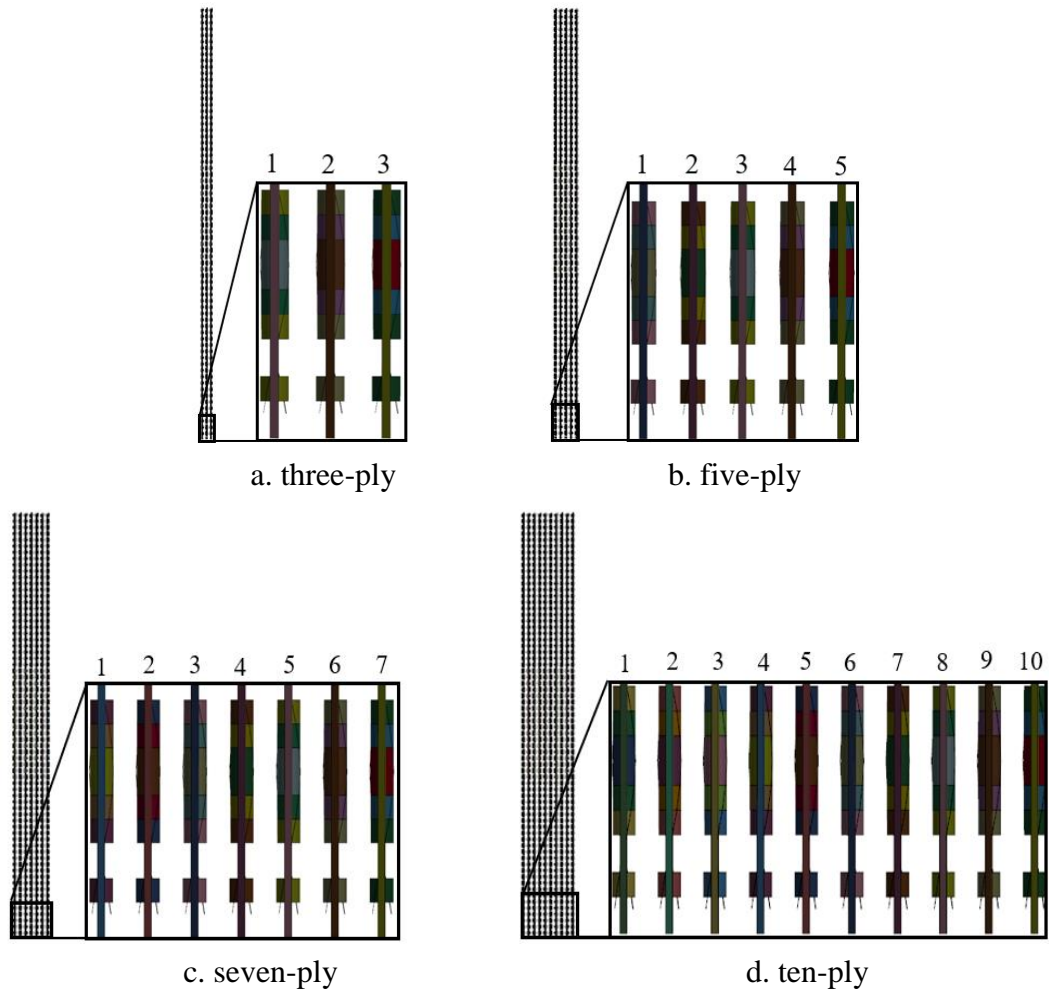 1 2 3
1 2 3 4 5
a. three-ply
b. five-ply
1 2 3 4 5 6 7
1 2 3 4 5 6 7 8 9 10
c. seven-ply
d. ten-ply